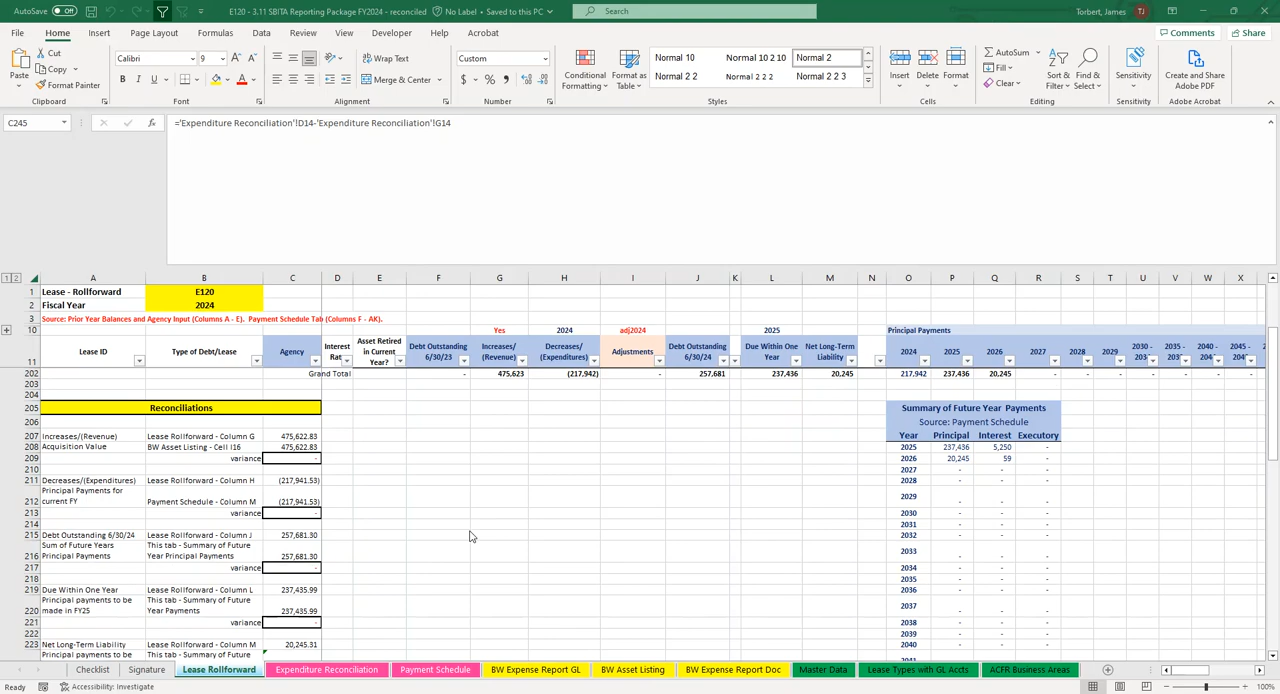 AutoSave Off E120 - 3.11 SBITA Reporting Package FY2024 - reconciled No Label • Saved to this PC Search Torbert, James TJ
File Home Insert Page Layout Formulas Data Review View Developer Help Acrobat Comments Share
Paste Cut Copy Format Painter Calibri 9 B I U Wrap Text Merge & Center Custom $ % Conditional Formatting Format as Table Normal 10 Normal 10 2 10 Normal 2 Normal 2 2 Normal 2 2 2 Normal 2 2 3 Insert Delete Format AutoSum Fill Clear Sort & Filter Find & Select Sensitivity Create and Share Adobe PDF
Clipboard Font Alignment Number Styles Cells Editing Sensitivity Adobe Acrobat
C245 fx ='Expenditure Reconciliation'!D14-'Expenditure Reconciliation'!G14
1 2 A B C D E F G H I J K L M N O P Q R S T U V W X
1 Lease - Rollforward E120
2 Fiscal Year 2024
3 Source: Prior Year Balances and Agency Input (Columns A - E). Payment Schedule Tab (Columns F - AK).
10 Yes 2024 adj2024 2025 Principal Payments
11 Lease ID Type of Debt/Lease Agency Interest Rat Asset Retired in Current Year? Debt Outstanding 6/30/23 Increases/ (Revenue) Decreases/ (Expenditures) Adjustments Debt Outstanding 6/30/24 Due Within One Year Net Long-Term Liability 2024 2025 2026 2027 2028 2029 2030 - 203 2035 - 203 2040 - 204 2045 -
202 Grand Total - 475,623 (217,942) - 257,681 237,436 20,245 217,942 237,436 20,245 - - - - - - -
203
204
205 Reconciliations Summary of Future Year Payments
206 Source: Payment Schedule
207 Increases/(Revenue) Lease Rollforward - Column G 475,622.83 Year Principal Interest Executory
208 Acquisition Value BW Asset Listing - Cell I16 475,622.83 2025 237,436 5,250 -
209 variance - 2026 20,245 59 -
210 2027 - - -
211 Decreases/(Expenditures) Lease Rollforward - Column H (217,941.53) 2028 - - -
212 Principal Payments for current FY Payment Schedule - Column M (217,941.53) 2029 - - -
213 variance - 2030 - - -
214 2031 - - -
215 Debt Outstanding 6/30/24 Lease Rollforward - Column J 257,681.30 2032 - - -
216 Sum of Future Years Principal Payments This tab - Summary of Future Year Principal Payments 257,681.30 2033 - - -
217 variance - 2034 - - -
218 2035 - - -
219 Due Within One Year Lease Rollforward - Column L 237,435.99 2036 - - -
220 Principal payments to be made in FY25 This tab - Summary of Future Year Payments 237,435.99 2037 - - -
221 variance - 2038 - - -
222 2039 - - -
223 Net Long-Term Liability Lease Rollforward - Column M 20,245.31 2040 - - -
Principal payments to be This tab - Summary of Future
Checklist Signature Lease Rollforward Expenditure Reconciliation Payment Schedule BW Expense Report GL BW Asset Listing BW Expense Report Doc Master Data Lease Types with GL Accts ACFR Business Areas
Ready Accessibility: Investigate 100%